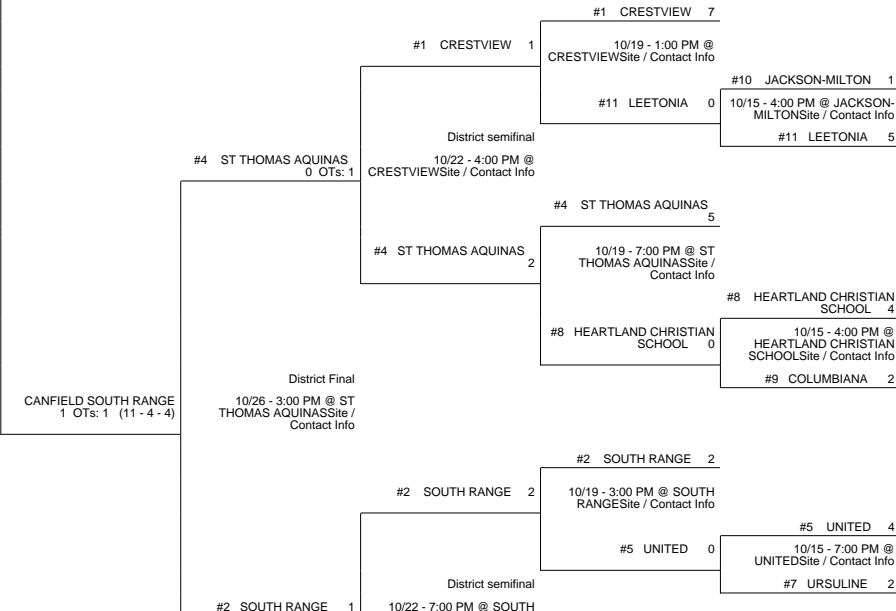 #1 CRESTVIEW 7
#1 CRESTVIEW 1
10/19 - 1:00 PM @
CRESTVIEWSite / Contact Info
#10 JACKSON-MILTON 1
#11 LEETONIA 0
10/15 - 4:00 PM @ JACKSON-
MILTONSite / Contact Info
District semifinal
#11 LEETONIA 5
#4 ST THOMAS AQUINAS
0 OTs: 1
10/22 - 4:00 PM @
CRESTVIEWSite / Contact Info
#4 ST THOMAS AQUINAS
5
#4 ST THOMAS AQUINAS
2
10/19 - 7:00 PM @ ST
THOMAS AQUINASSite /
Contact Info
#8 HEARTLAND CHRISTIAN
SCHOOL 4
#8 HEARTLAND CHRISTIAN
SCHOOL 0
10/15 - 4:00 PM @
HEARTLAND CHRISTIAN
SCHOOLSite / Contact Info
District Final
#9 COLUMBIANA 2
CANFIELD SOUTH RANGE
1 OTs: 1 (11 - 4 - 4)
10/26 - 3:00 PM @ ST
THOMAS AQUINASSite /
Contact Info
#2 SOUTH RANGE 2
#2 SOUTH RANGE 2
10/19 - 3:00 PM @ SOUTH
RANGESite / Contact Info
#5 UNITED 4
#5 UNITED 0
10/15 - 7:00 PM @
UNITEDSite / Contact Info
District semifinal
#7 URSULINE 2
#2 SOUTH RANGE 1
10/22 - 7:00 PM @ SOUTH